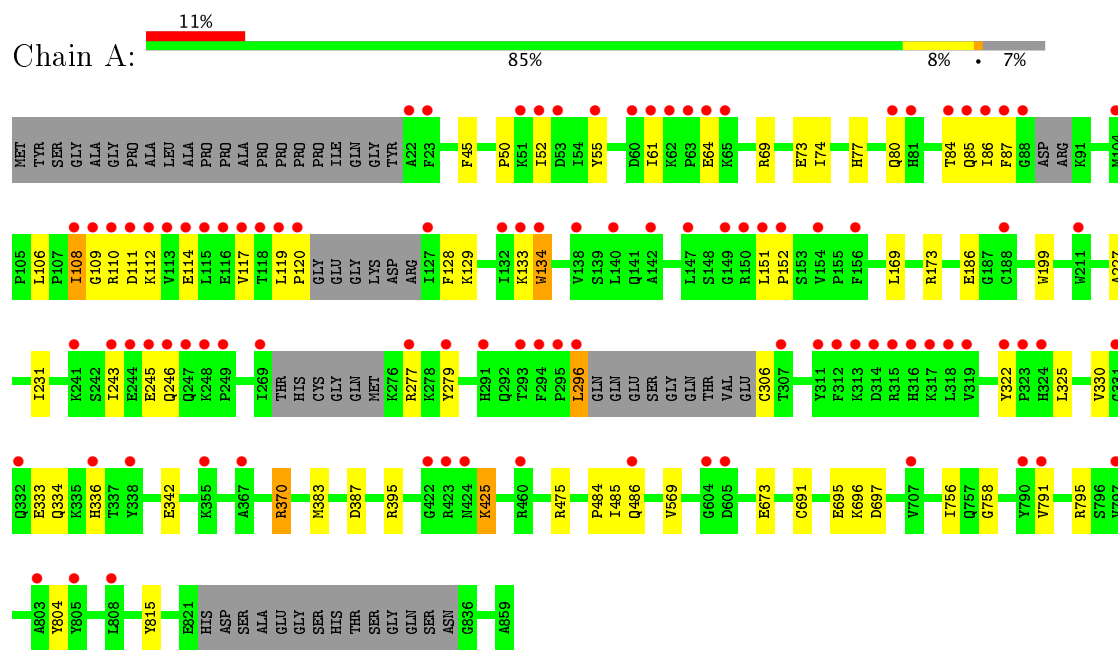 11%
Chain A:
85% 8% • 7%
MET TYR SER GLY ALA GLY PRO ALA LEU ALA PRO PRO ALA PRO PRO PRO PRO ILE GLN GLY TYR A22 F23 F45 P50 K51 I52 D53 I54 Y55 D60 I61 K62 P63 E64 K65 R69 E73 I74 H77 Q80 H81 T84 Q85 I86 F87 G88 ASP ARG K91 M104
P105 L106 P107 I108 G109 R110 D111 K112 V113 E114 L115 E116 V117 T118 L119 P120 GLY GLU GLY LYS ASP ARG I127 F128 K129 I132 K133 W134 V138 S139 L140 Q141 A142 L147 S148 G149 R150 L151 P152 S153 V154 P155 F156 L169 R173 E186 G187 C188 W199 W211 A227
I231 K241 S242 I243 E244 E245 Q246 Q247 K248 P249 I269 THR HIS CYS GLY GLN MET K276 R277 K278 Y279 H291 Q292 T293 F294 P295 L296 GLN GLN GLU SER GLY GLN THR VAL GLU C306 T307 Y311 F312 K313 D314 R315 H316 K317 L318 V319 Y322 P323 H324 L325 V330 G331
Q332 E333 Q334 K335 H336 T337 Y338 E342 K355 A367 R370 M383 D387 R395 G422 R423 N424 K425 R460 R475 P484 I485 Q486 V569 G604 D605 E673 C691 E695 K696 D697 V707 I756 Q757 G758 Y790 V791 R795 S796 V797
A803 Y804 Y805 L808 Y815 E821 HIS ASP SER ALA GLU GLY SER HIS THR SER GLY GLN SER ASN G836 A859